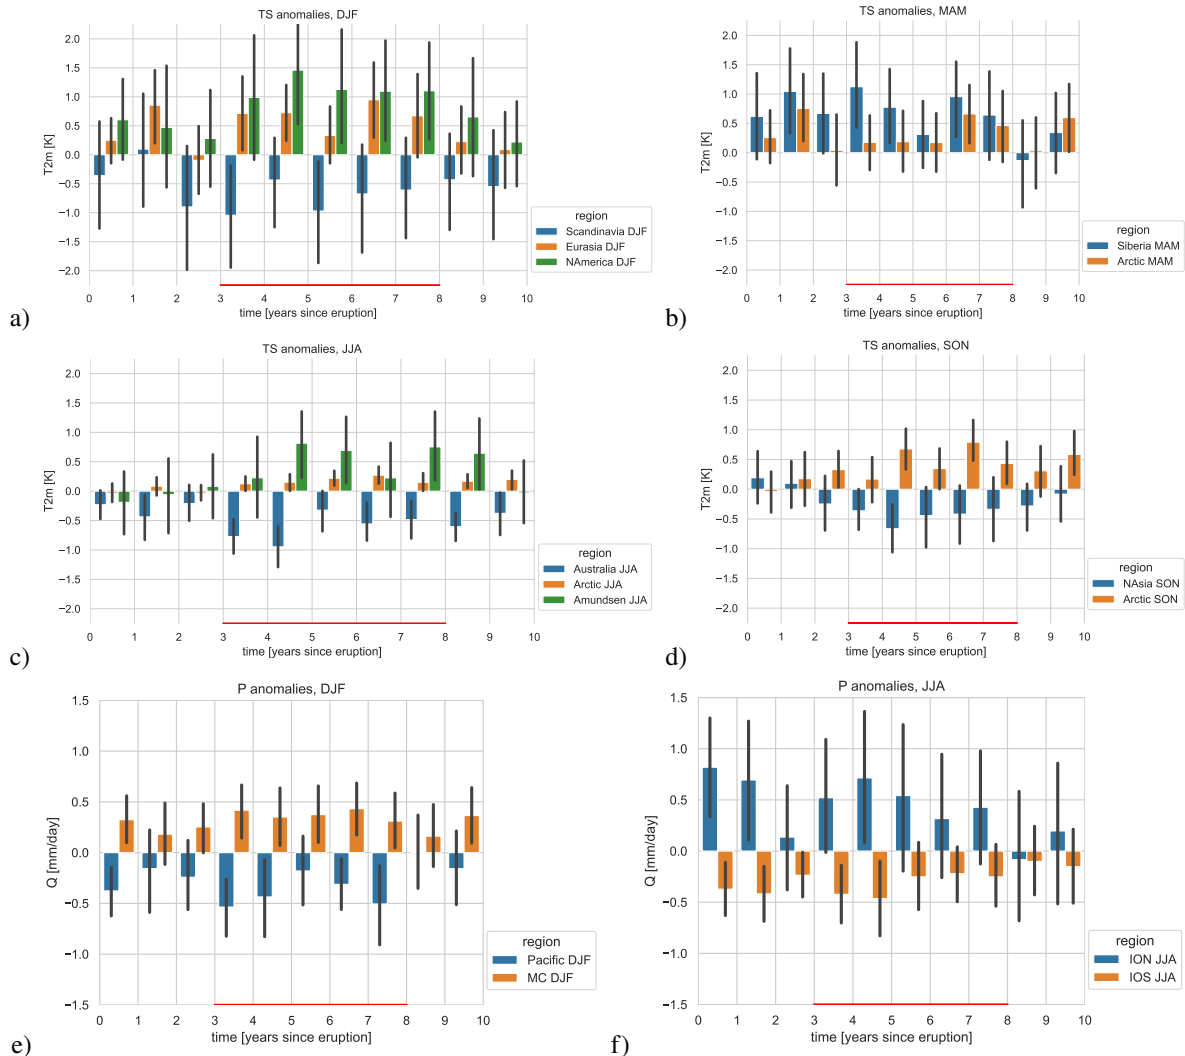 TS anomalies, DJF
2.0
1.5
1.0
0.5
0.0
−0.5
−1.0
−1.5
−2.0
T2m [K]
region
Scandinavia DJF
Eurasia DJF
NAmerica DJF
0 1 2 3 4 5 6 7 8 9 10
time [years since eruption]
a)
TS anomalies, MAM
2.0
1.5
1.0
0.5
0.0
−0.5
−1.0
−1.5
−2.0
T2m [K]
region
Siberia MAM
Arctic MAM
0 1 2 3 4 5 6 7 8 9 10
time [years since eruption]
b)
TS anomalies, JJA
2.0
1.5
1.0
0.5
0.0
−0.5
−1.0
−1.5
−2.0
T2m [K]
region
Australia JJA
Arctic JJA
Amundsen JJA
0 1 2 3 4 5 6 7 8 9 10
time [years since eruption]
c)
TS anomalies, SON
2.0
1.5
1.0
0.5
0.0
−0.5
−1.0
−1.5
−2.0
T2m [K]
region
NAsia SON
Arctic SON
0 1 2 3 4 5 6 7 8 9 10
time [years since eruption]
d)
P anomalies, DJF
1.5
1.0
0.5
0.0
−0.5
−1.0
−1.5
Q [mm/day]
region
Pacific DJF
MC DJF
0 1 2 3 4 5 6 7 8 9 10
time [years since eruption]
e)
P anomalies, JJA
1.5
1.0
0.5
0.0
−0.5
−1.0
−1.5
Q [mm/day]
region
ION JJA
IOS JJA
0 1 2 3 4 5 6 7 8 9 10
time [years since eruption]
f)